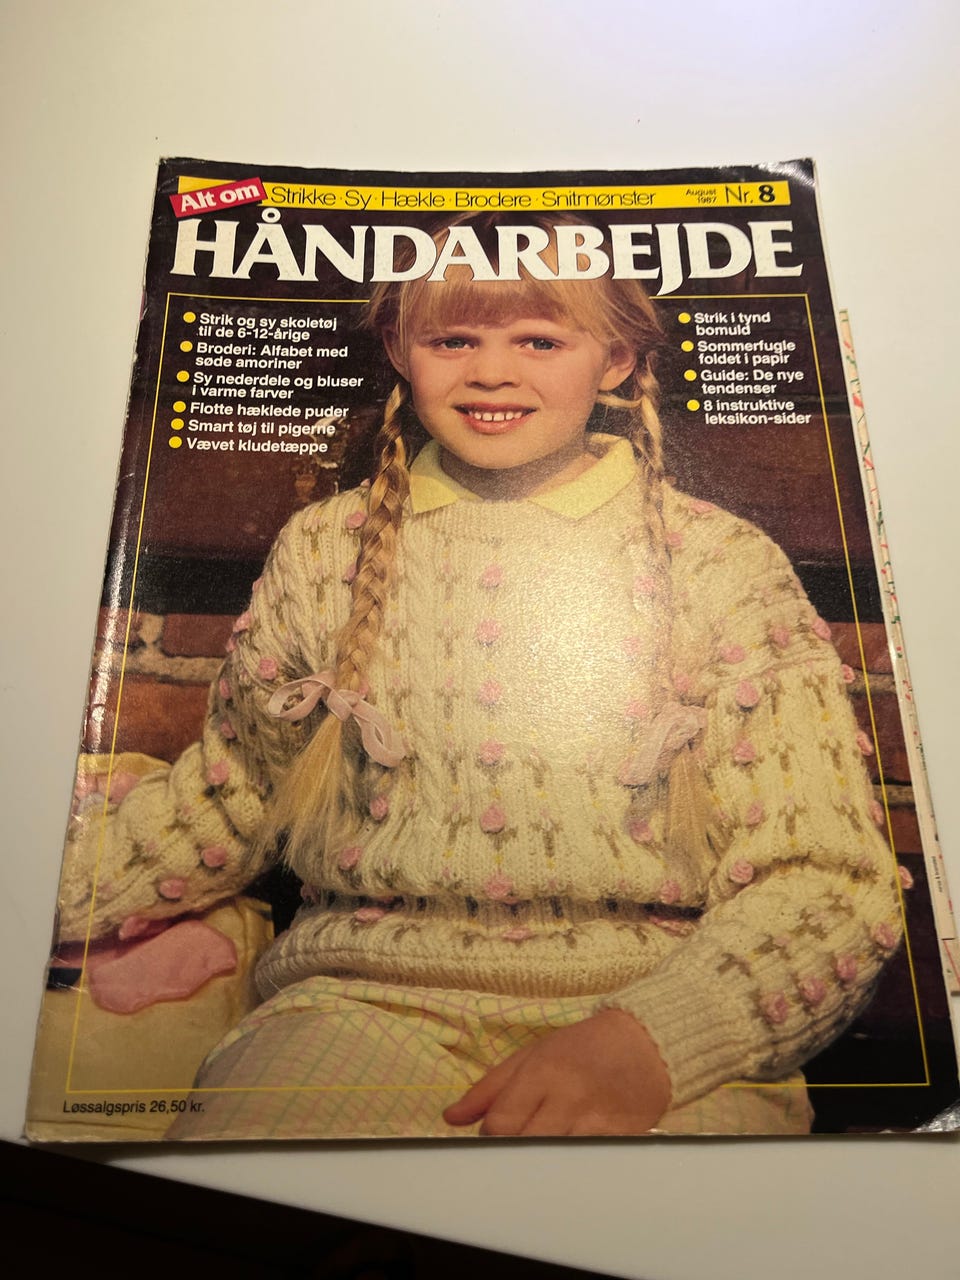 Alt om
Strikke · Sy · Hækle · Brodere · Snitmønster
August
1987
Nr. 8
HÅNDARBEJDE
Strik og sy skoletøj
til de 6-12-årige
Broderi: Alfabet med
søde amoriner
Sy nederdele og bluser
i varme farver
Flotte hæklede puder
Smart tøj til pigerne
Vævet kludetæppe
Strik i tynd
bomuld
Sommerfugle
foldet i papir
Guide: De nye
tendenser
8 instruktive
leksikon-sider
Løssalgspris 26,50 kr.